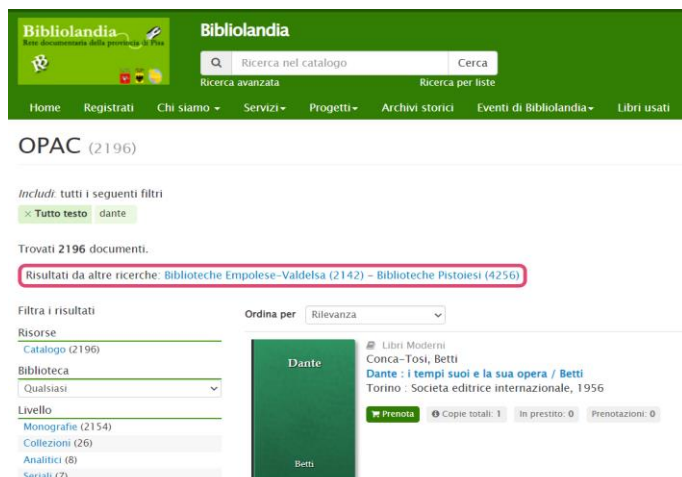 Bibliolandia
Rete documentaria della provincia di Pisa
Bibliolandia
Ricerca nel catalogo
Cerca
Ricerca avanzata
Ricerca per liste
Home Registrati Chi siamo Servizi Progetti Archivi storici Eventi di Bibliolandia Libri usati
OPAC (2196)
Includi: tutti i seguenti filtri
× Tutto testo dante
Trovati 2196 documenti.
Risultati da altre ricerche: Biblioteche Empolese-Valdelsa (2142) – Biblioteche Pistoiesi (4256)
Filtra i risultati
Risorse
Catalogo (2196)
Biblioteca
Qualsiasi
Livello
Monografie (2154)
Collezioni (26)
Analitici (8)
Seriali (7)
Ordina per Rilevanza
Dante
Betti
Libri Moderni
Conca-Tosi, Betti
Dante : i tempi suoi e la sua opera / Betti
Torino : Societa editrice internazionale, 1956
Prenota Copie totali: 1 In prestito: 0 Prenotazioni: 0